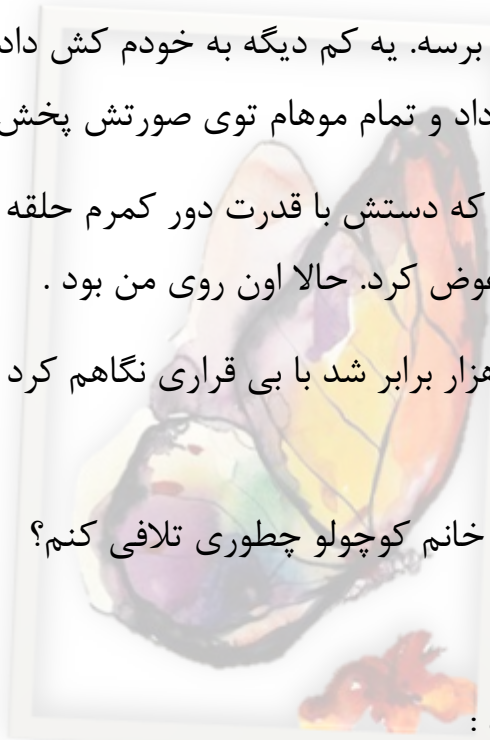 برسه. یه کم دیگه به خودم کش داد
داد و تمام موهام توی صورتش پخش
که دستش با قدرت دور کمرم حلقه
عوض کرد. حالا اون روی من بود .
هزار برابر شد با بی قراری نگاهم کرد
خانم کوچولو چطوری تلافی کنم؟
: